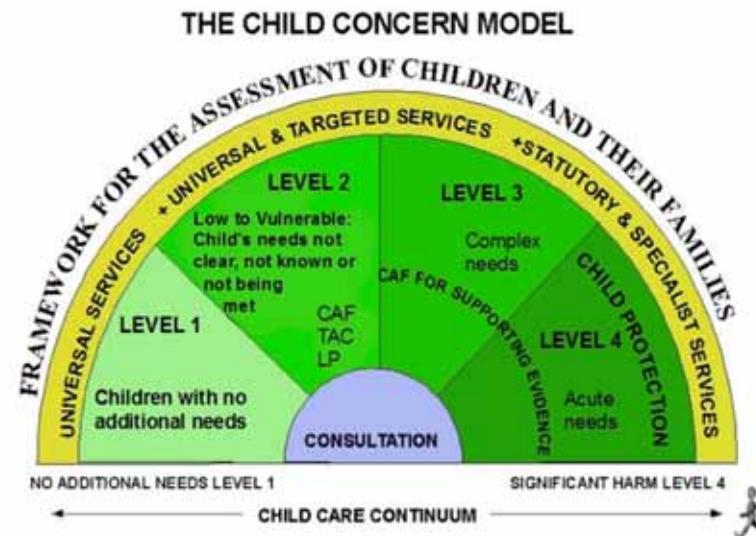 THE CHILD CONCERN MODEL
FRAMEWORK FOR THE ASSESSMENT OF CHILDREN AND THEIR FAMILIES
UNIVERSAL SERVICES + UNIVERSAL & TARGETED SERVICES +STATUTORY & SPECIALIST SERVICES
LEVEL 1
Children with no
additional needs
LEVEL 2
Low to Vulnerable:
Child's needs not
clear, not known or
not being
met
CAF
TAC
LP
LEVEL 3
Complex
needs
CAF FOR SUPPORTING EVIDENCE
LEVEL 4
Acute
needs
CHILD PROTECTION
CONSULTATION
NO ADDITIONAL NEEDS LEVEL 1
SIGNIFICANT HARM LEVEL 4
CHILD CARE CONTINUUM